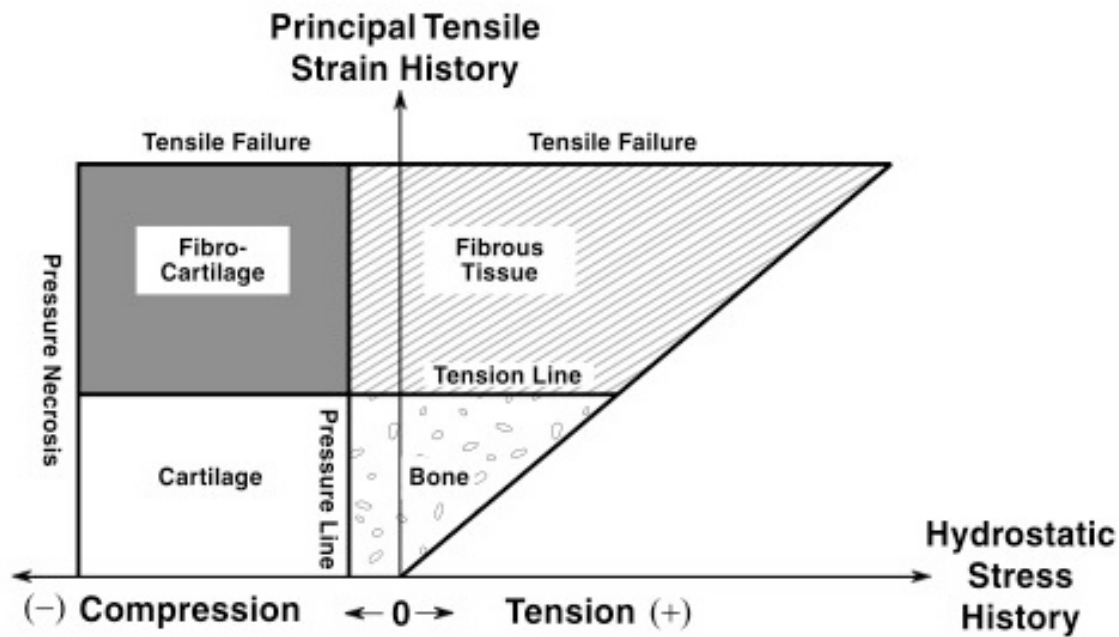 Principal Tensile
Strain History
Tensile Failure
Tensile Failure
Fibro-
Cartilage
Fibrous
Tissue
Pressure Necrosis
Tension Line
Pressure Line
Cartilage
Bone
Hydrostatic
Stress
History
(−) Compression
0
Tension (+)